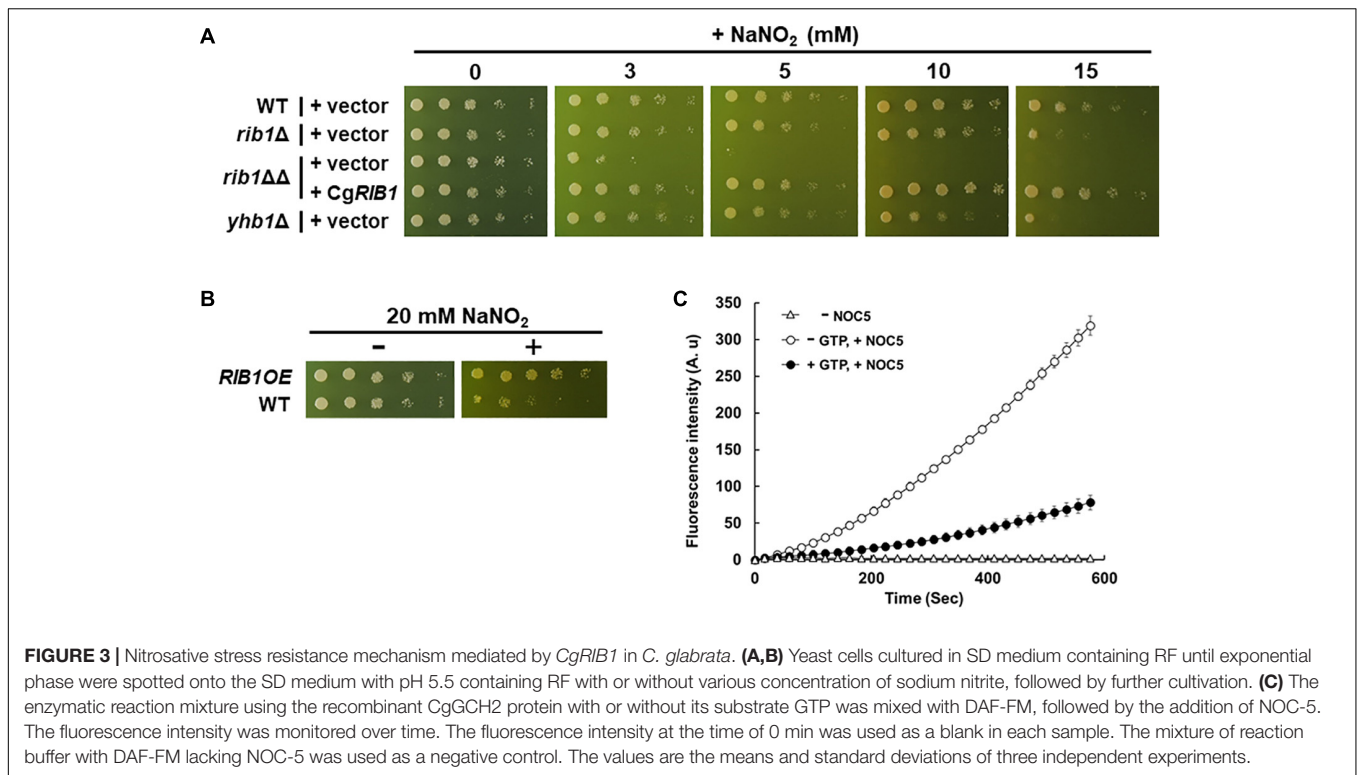 A
+ NaNO₂ (mM)
0 3 5 10 15
WT | + vector
rib1Δ | + vector
rib1ΔΔ | + vector
+ CgRIB1
yhb1Δ | + vector
B
20 mM NaNO₂
− +
RIB1OE
WT
C
350
300
250
200
150
100
50
0
Fluorescence intensity (A. u)
− NOC5
− GTP, + NOC5
+ GTP, + NOC5
0 200 400 600
Time (Sec)
FIGURE 3 | Nitrosative stress resistance mechanism mediated by CgRIB1 in C. glabrata. (A,B) Yeast cells cultured in SD medium containing RF until exponential
phase were spotted onto the SD medium with pH 5.5 containing RF with or without various concentration of sodium nitrite, followed by further cultivation. (C) The
enzymatic reaction mixture using the recombinant CgGCH2 protein with or without its substrate GTP was mixed with DAF-FM, followed by the addition of NOC-5.
The fluorescence intensity was monitored over time. The fluorescence intensity at the time of 0 min was used as a blank in each sample. The mixture of reaction
buffer with DAF-FM lacking NOC-5 was used as a negative control. The values are the means and standard deviations of three independent experiments.